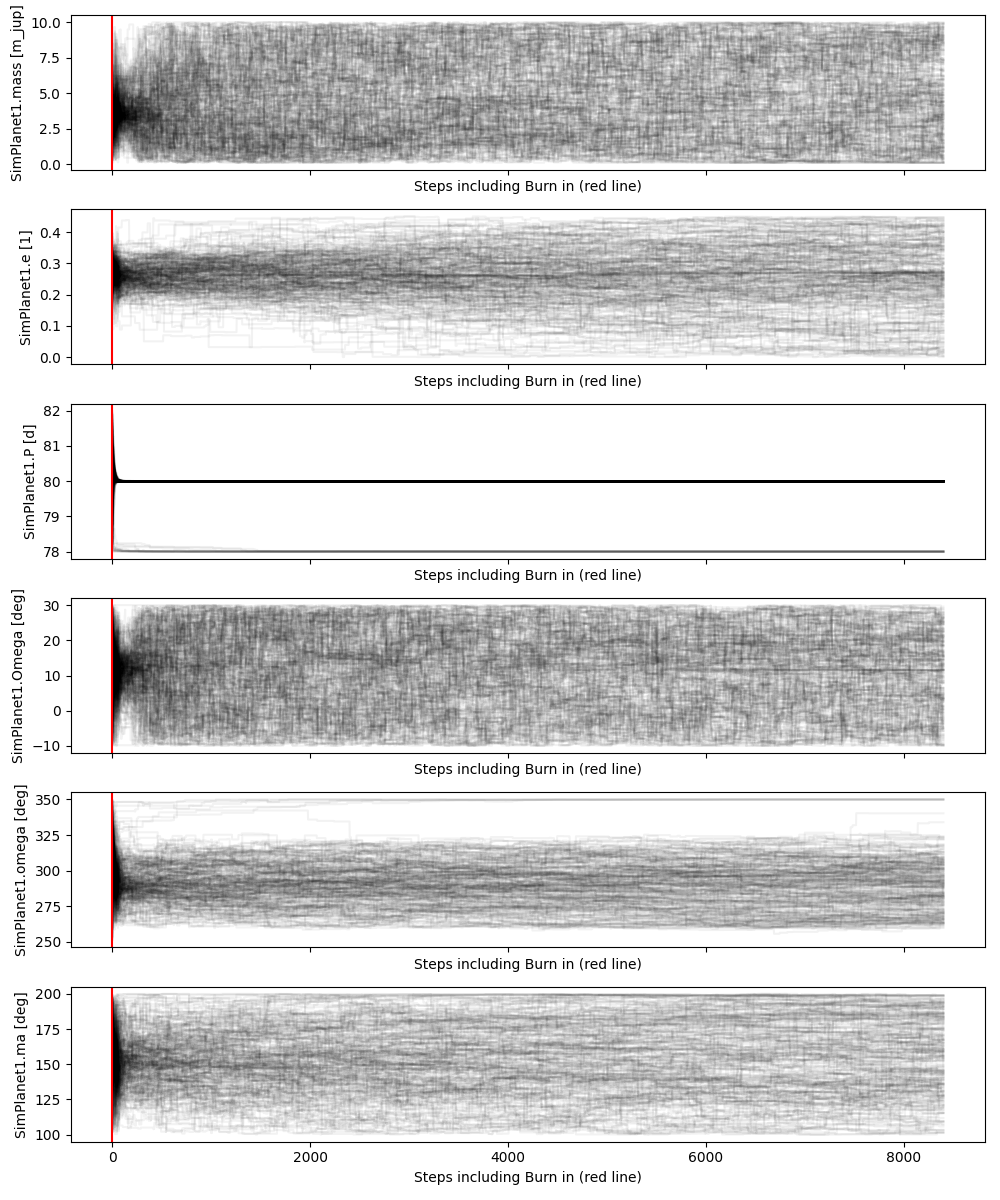 SimPlanet1.mass [m_jup]
10.0
7.5
5.0
2.5
0.0
Steps including Burn in (red line)
SimPlanet1.e [1]
0.4
0.3
0.2
0.1
0.0
Steps including Burn in (red line)
SimPlanet1.P [d]
82
81
80
79
78
Steps including Burn in (red line)
SimPlanet1.Omega [deg]
30
20
10
0
−10
Steps including Burn in (red line)
SimPlanet1.omega [deg]
350
325
300
275
250
Steps including Burn in (red line)
SimPlanet1.ma [deg]
200
175
150
125
100
0 2000 4000 6000 8000
Steps including Burn in (red line)